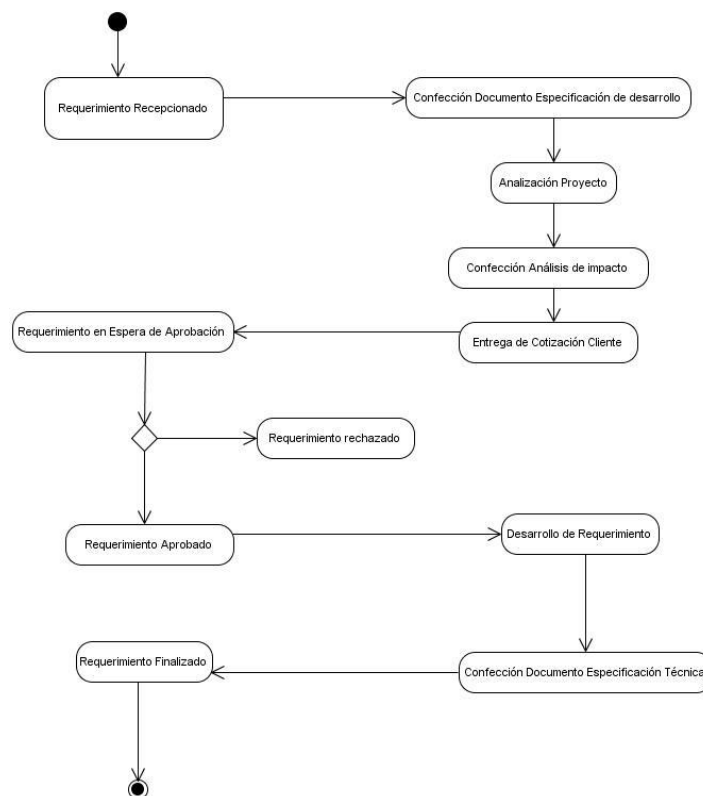 Requerimiento Recepcionado
Confección Documento Especificación de desarrollo
Analización Proyecto
Confección Análisis de impacto
Requerimiento en Espera de Aprobación
Entrega de Cotización Cliente
Requerimiento rechazado
Requerimiento Aprobado
Desarrollo de Requerimiento
Requerimiento Finalizado
Confección Documento Especificación Técnica